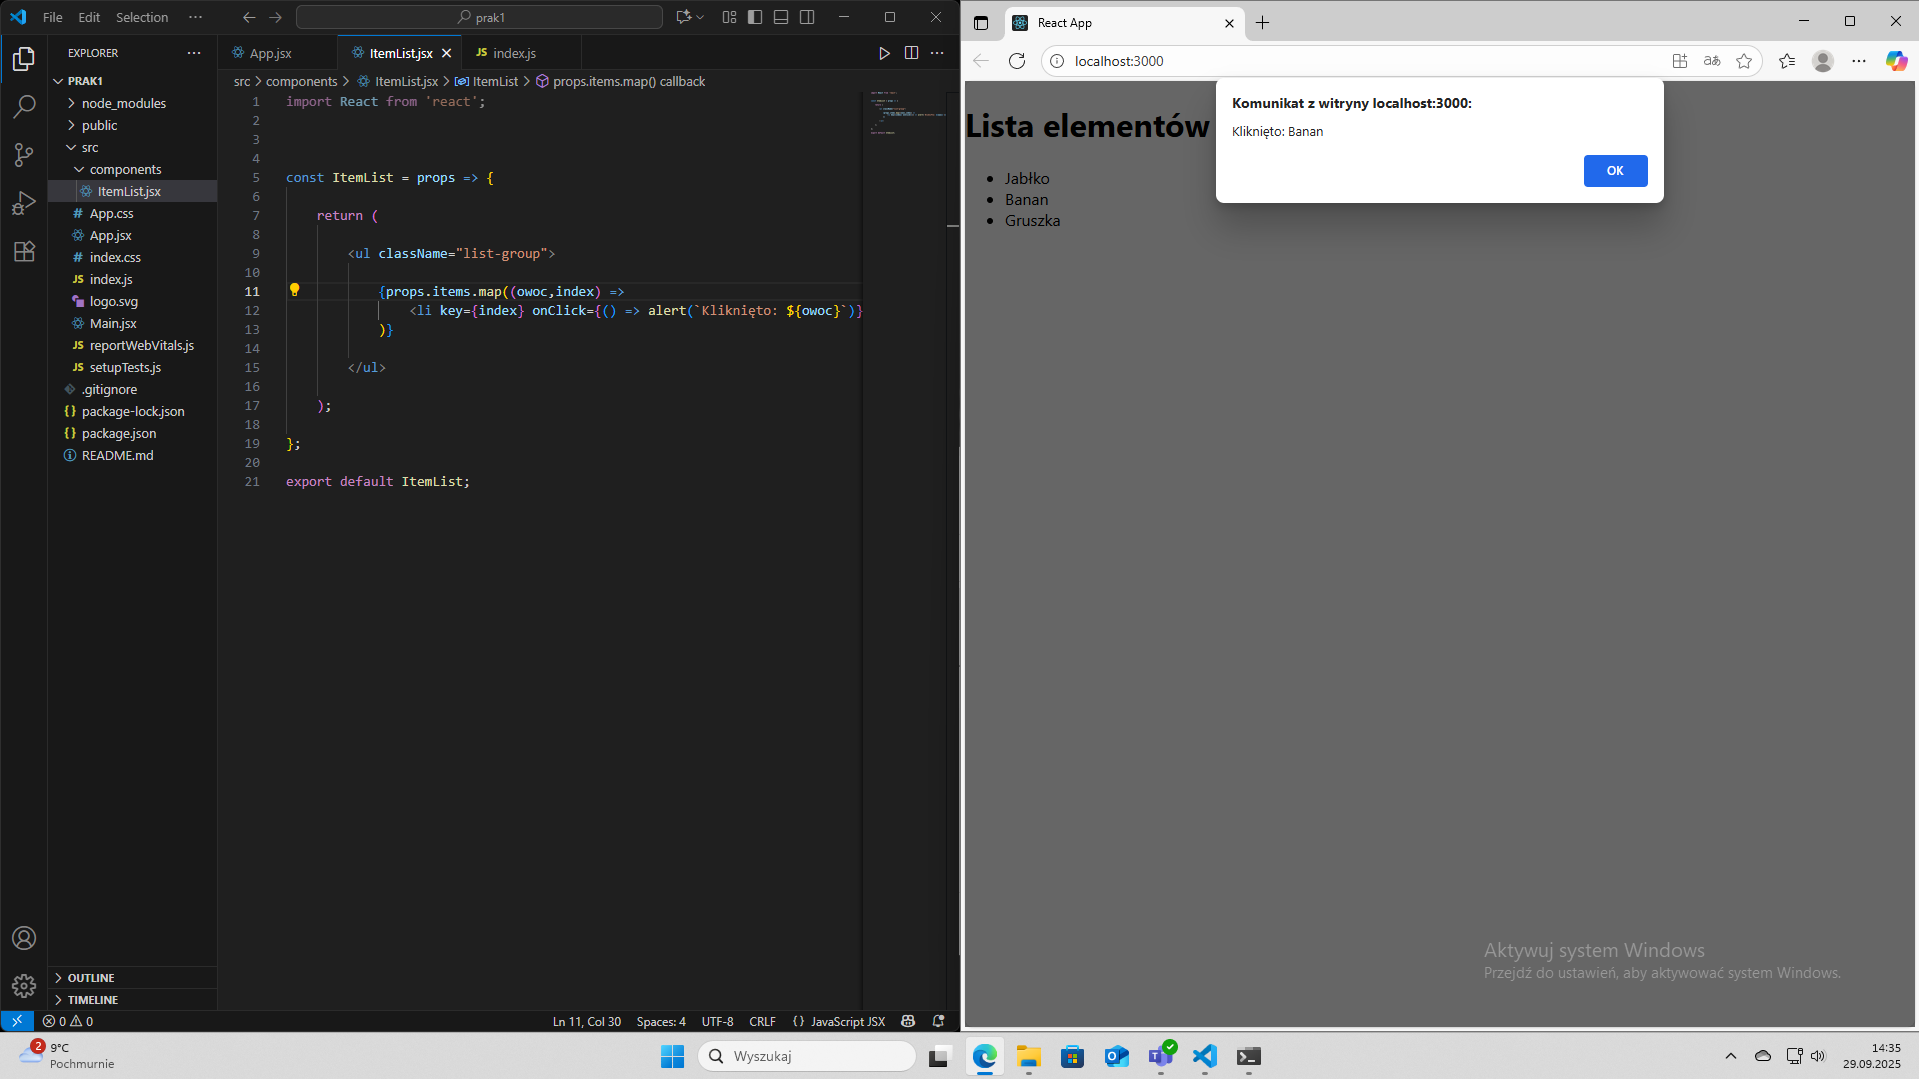 File Edit Selection ··· prak1
EXPLORER ···
PRAK1
node_modules
public
src
components
ItemList.jsx
App.css
App.jsx
index.css
index.js
logo.svg
Main.jsx
reportWebVitals.js
setupTests.js
.gitignore
package-lock.json
package.json
README.md
OUTLINE
TIMELINE
App.jsx ItemList.jsx index.js
src > components > ItemList.jsx > ItemList > props.items.map() callback
1 import React from 'react';
2
3
4
5 const ItemList = props => {
6
7 return (
8
9 <ul className="list-group">
10
11 {props.items.map((owoc,index) =>
12 <li key={index} onClick={() => alert(`Kliknięto: ${owoc}`)}
13 )}
14
15 </ul>
16
17 );
18
19 };
20
21 export default ItemList;
0 0 Ln 11, Col 30 Spaces: 4 UTF-8 CRLF {} JavaScript JSX
React App
localhost:3000
Komunikat z witryny localhost:3000:
Kliknięto: Banan
OK
Lista elementów
Jabłko
Banan
Gruszka
Aktywuj system Windows
Przejdź do ustawień, aby aktywować system Windows.
2
9°C
Pochmurnie
Wyszukaj
14:35
29.09.2025